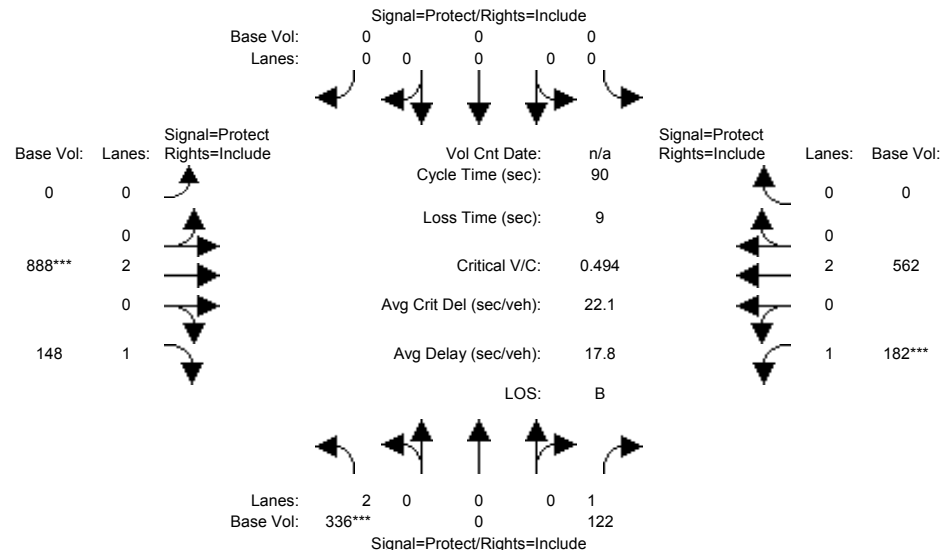 Signal=Protect/Rights=Include
Base Vol: 0 0 0
Lanes: 0 0 0 0 0
Signal=Protect Signal=Protect
Base Vol: Lanes: Rights=Include Vol Cnt Date: n/a Rights=Include Lanes: Base Vol:
Cycle Time (sec): 90
0 0 0 0
Loss Time (sec): 9
0 0
888*** 2 Critical V/C: 0.494 2 562
0 Avg Crit Del (sec/veh): 22.1 0
148 1 Avg Delay (sec/veh): 17.8 1 182***
LOS: B
Lanes: 2 0 0 0 1
Base Vol: 336*** 0 122
Signal=Protect/Rights=Include